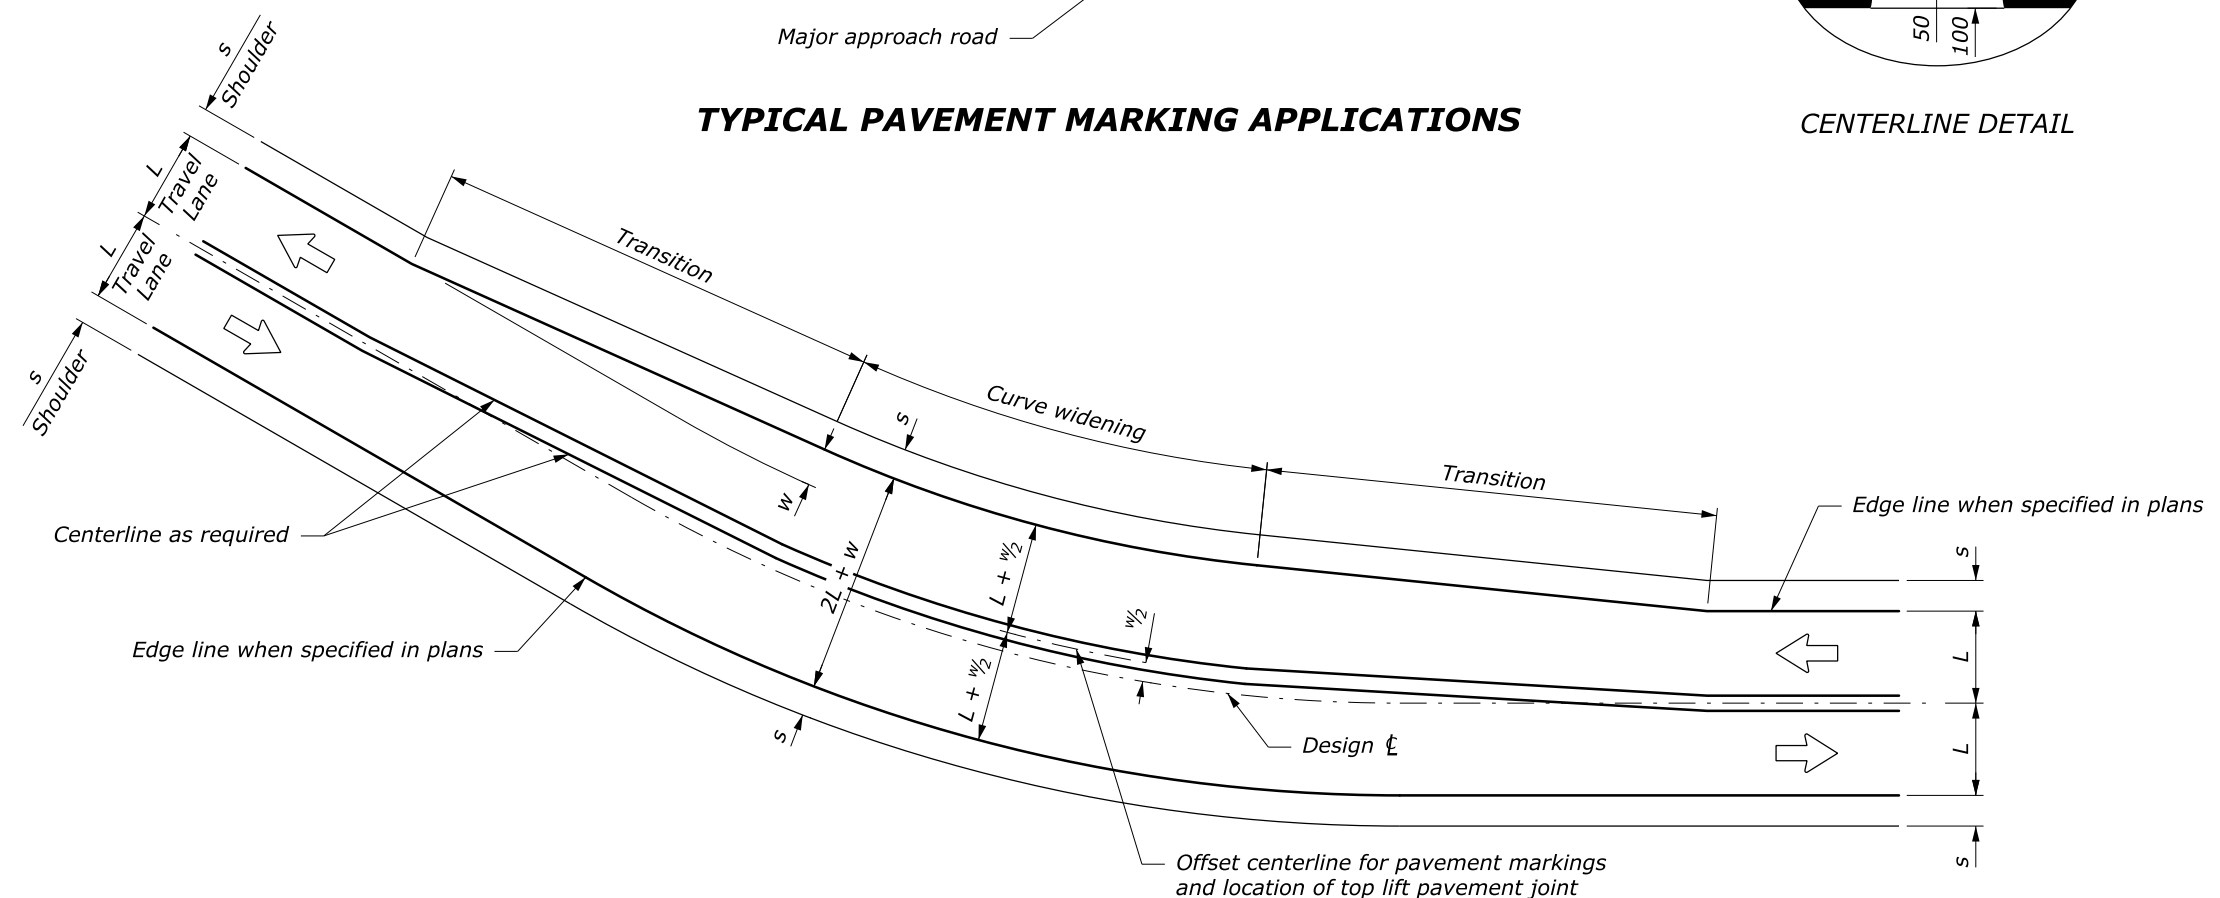 Major approach road
50
100
TYPICAL PAVEMENT MARKING APPLICATIONS
CENTERLINE DETAIL
s
Shoulder
L
Travel
Lane
L
Travel
Lane
s
Shoulder
Transition
Curve widening
Transition
s
w
Edge line when specified in plans
Centerline as required
2L + w
L + w/2
w/2
L + w/2
Edge line when specified in plans
s
Design ℄
s
L
L
s
Offset centerline for pavement markings
and location of top lift pavement joint